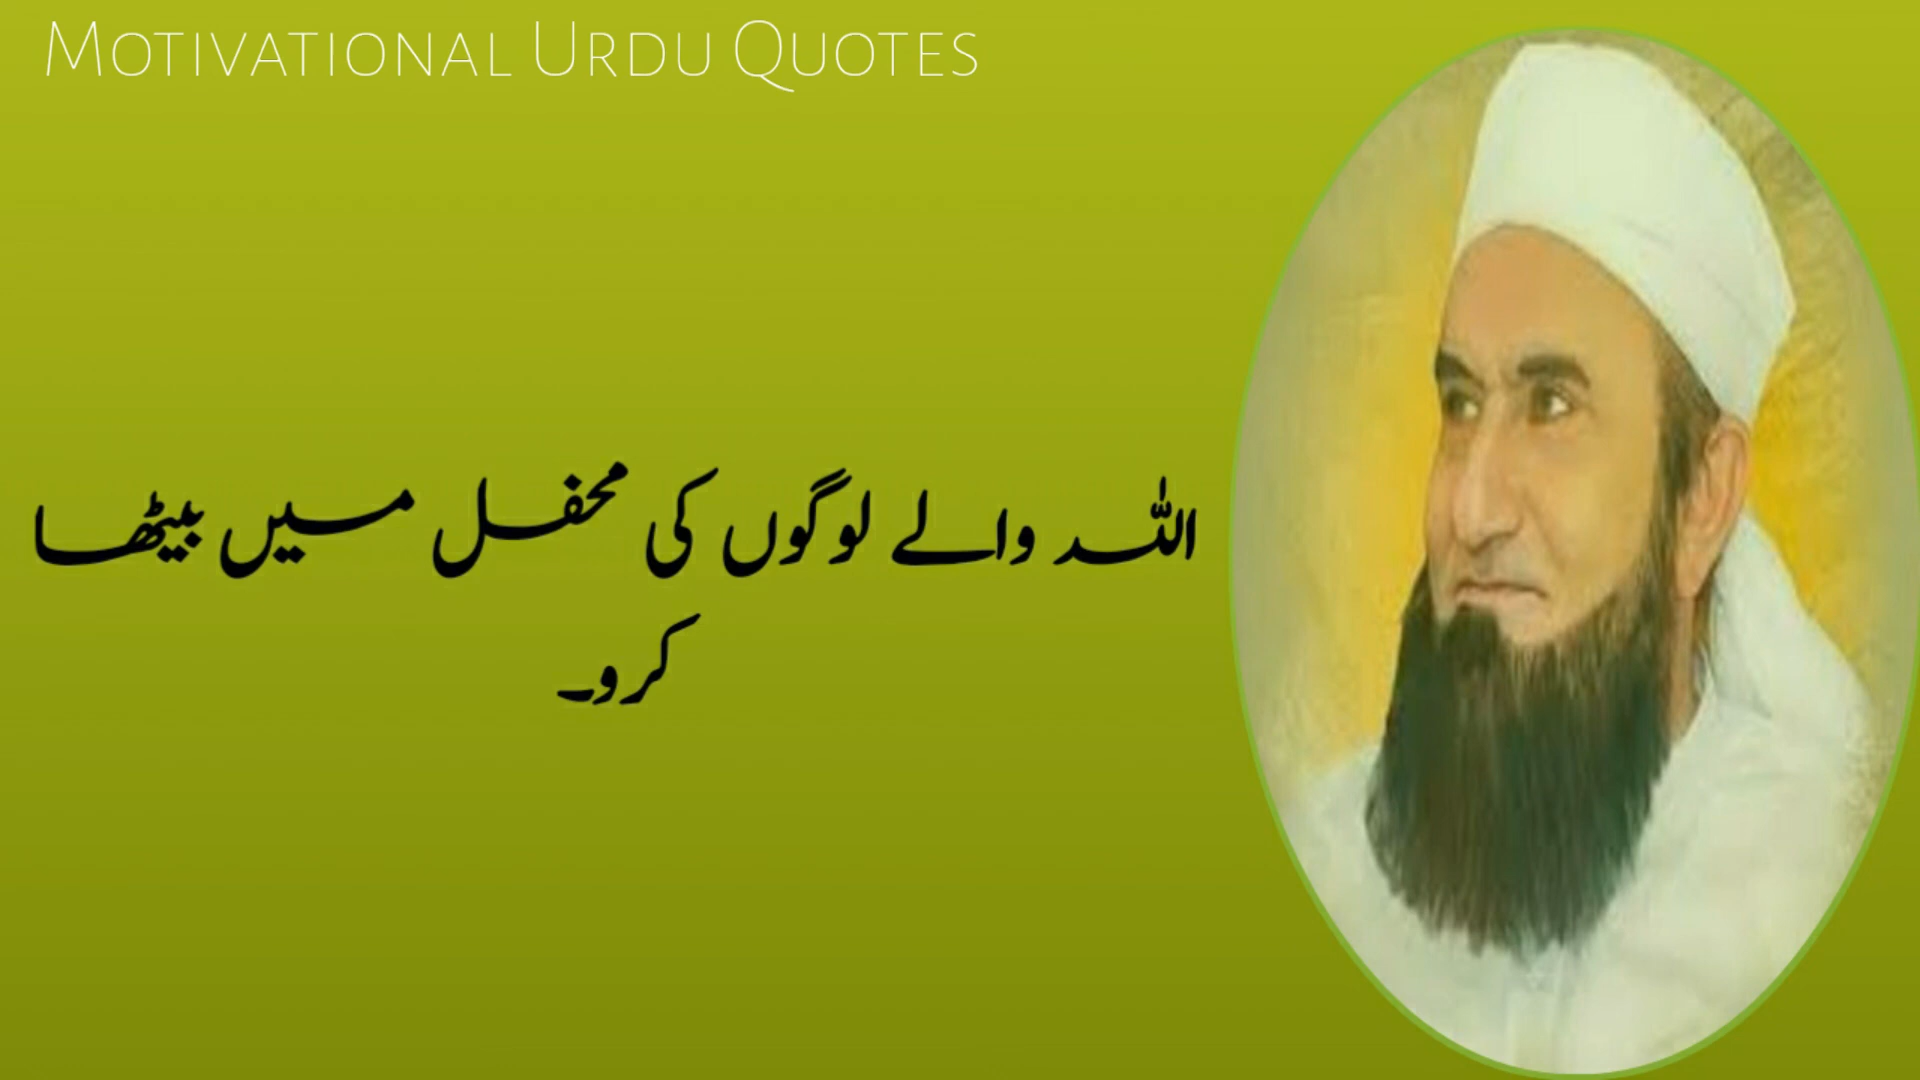 Motivational Urdu Quotes
اللہ والے لوگوں کی محفل میں بیٹھا
کرو۔